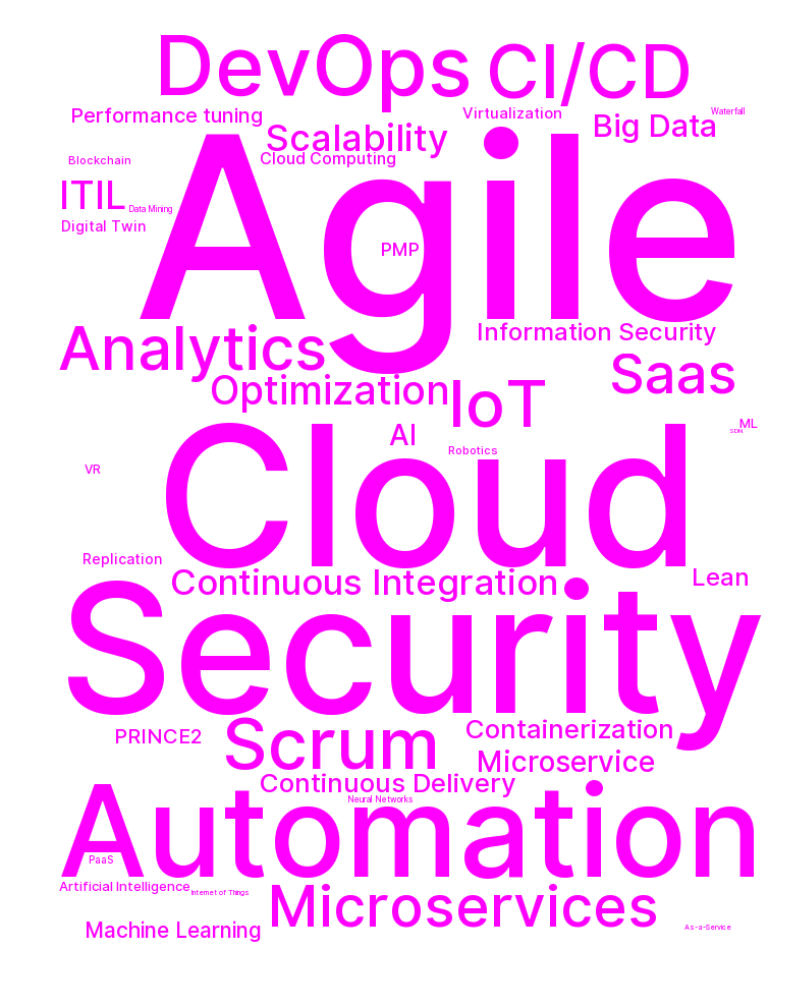 DevOps
CI/CD
Performance tuning
Virtualization
Waterfall
Scalability
Big Data
Cloud Computing
Blockchain
Agile
ITIL
Data Mining
Digital Twin
PMP
Analytics
Information Security
Optimization
Saas
IoT
AI
ML
SDN
Robotics
VR
Cloud
Replication
Continuous Integration
Lean
Security
PRINCE2
Scrum
Containerization
Microservice
Continuous Delivery
Neural Networks
Automation
PaaS
Artificial Intelligence
Internet of Things
Microservices
Machine Learning
As-a-Service